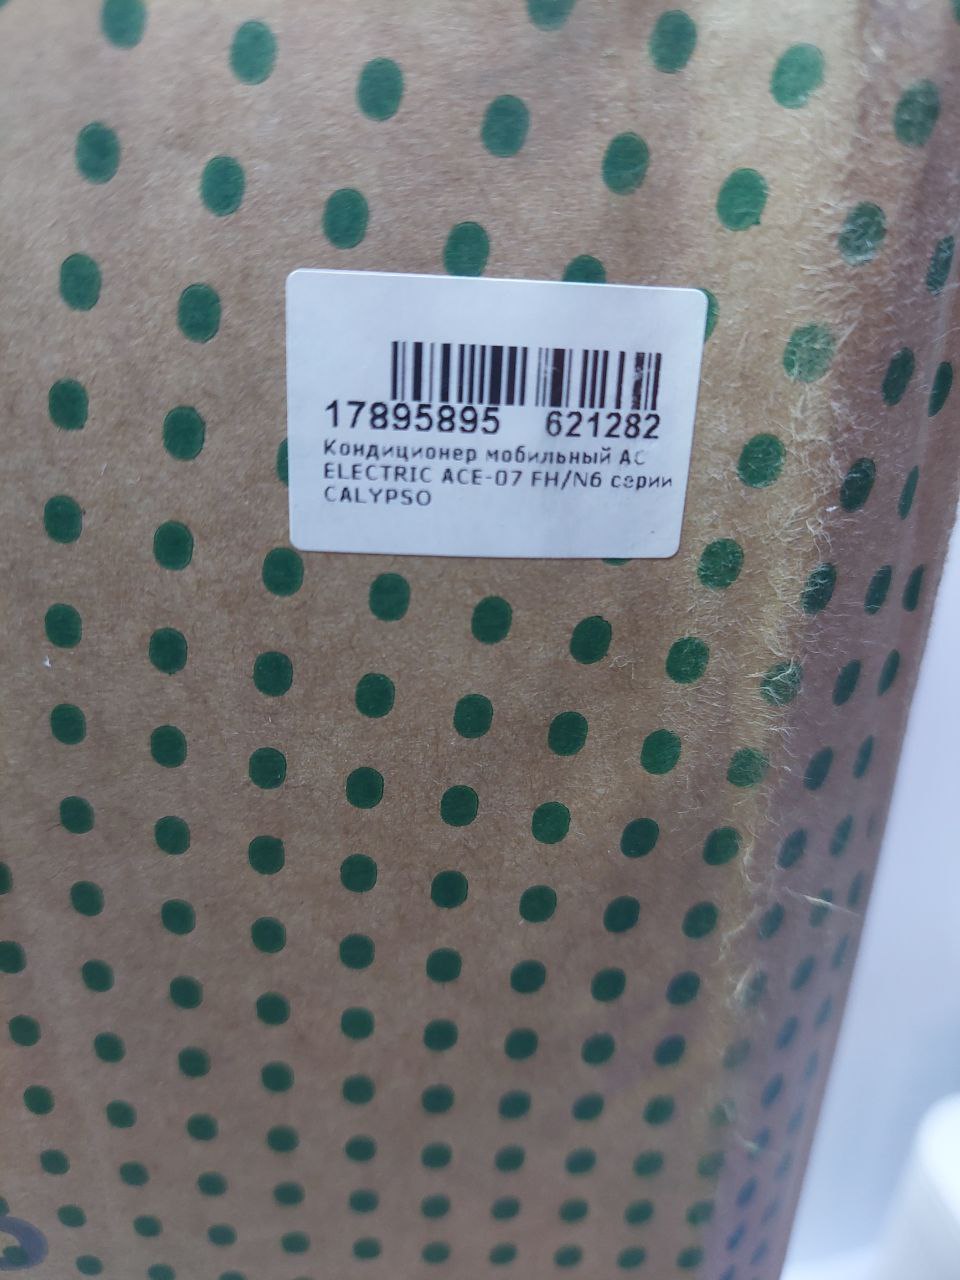 17895895 621282
Кондиционер мобильный AC
ELECTRIC ACE-07 FH/N6 серии
CALYPSO